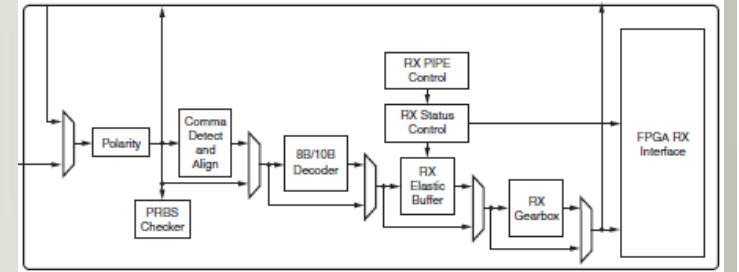 RX PIPE
Control
RX Status
Control
Polarity
Comma
Detect
and
Align
8B/10B
Decoder
RX
Elastic
Buffer
RX
Gearbox
FPGA RX
Interface
PRBS
Checker